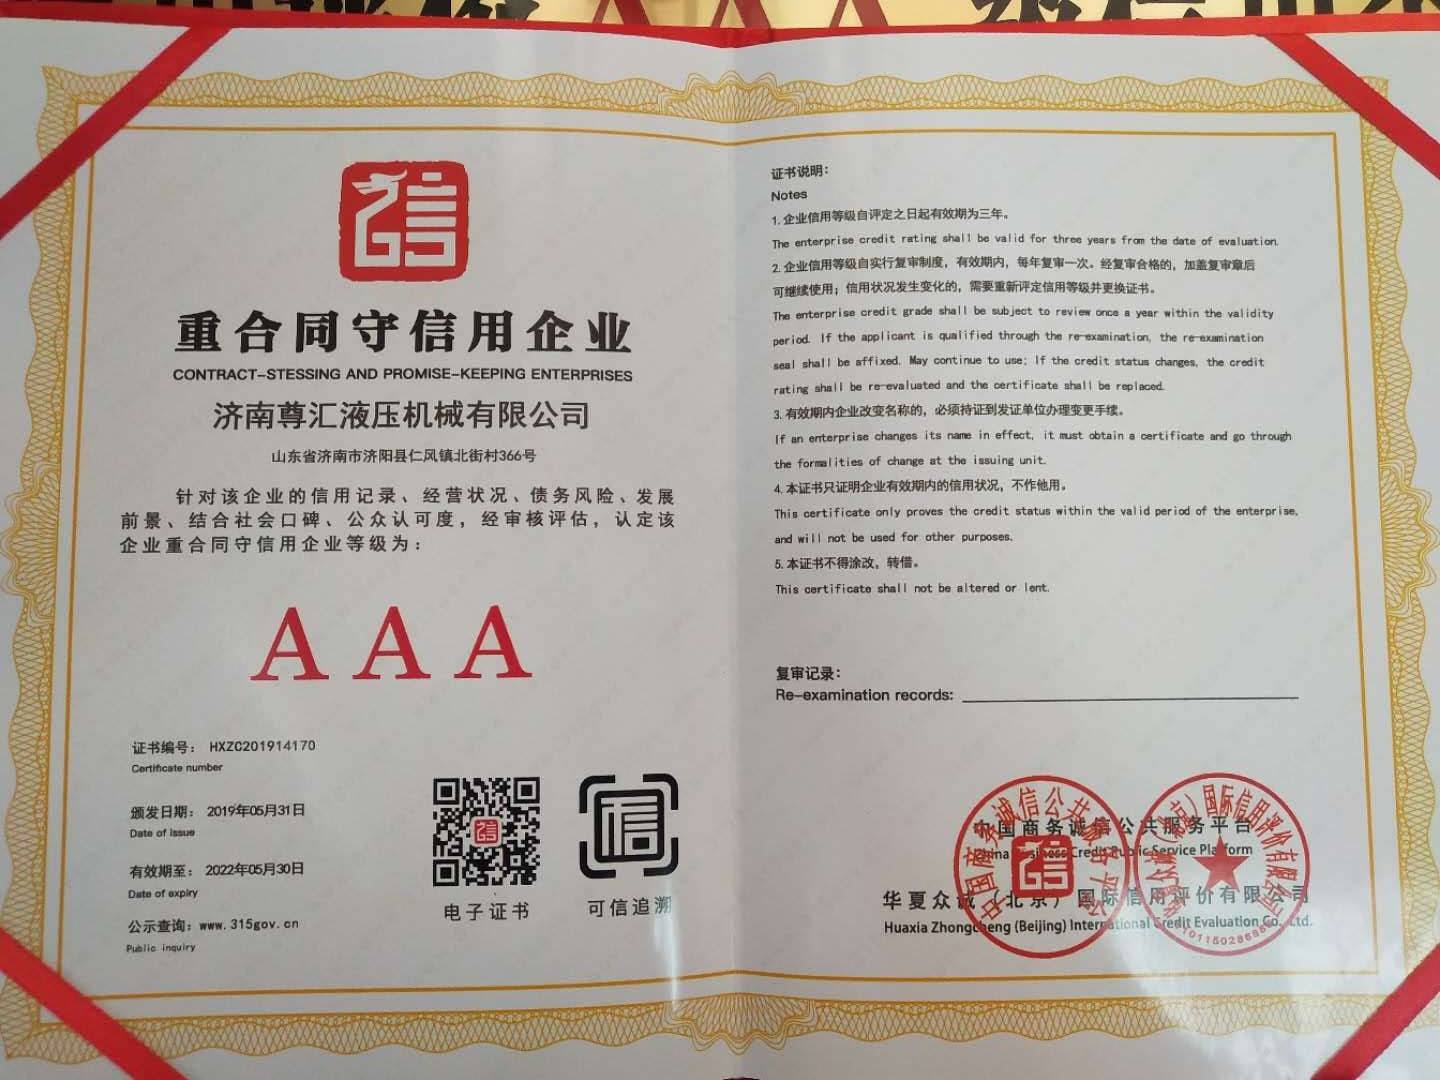 重合同守信用企业
CONTRACT-STESSING AND PROMISE-KEEPING ENTERPRISES
济南尊汇液压机械有限公司
山东省济南市济阳县仁风镇北街村366号
针对该企业的信用记录、经营状况、债务风险、发展
前景、结合社会口碑、公众认可度，经审核评估，认定该
企业重合同守信用企业等级为：
AAA
证书编号： HXZC201914170
Certificate number
颁发日期： 2019年05月31日
Date of issue
有效期至： 2022年05月30日
Date of expiry
公示查询：www.315gov.cn
Public inquiry
电子证书
可信追溯
证书说明：
Notes
1. 企业信用等级自评定之日起有效期为三年。
The enterprise credit rating shall be valid for three years from the date of evaluation.
2. 企业信用等级自实行复审制度，有效期内，每年复审一次。经复审合格的，加盖复审章后
可继续使用；信用状况发生变化的，需要重新评定信用等级并更换证书。
The enterprise credit grade shall be subject to review once a year within the validity
period. If the applicant is qualified through the re-examination, the re-examination
seal shall be affixed. May continue to use; If the credit status changes, the credit
rating shall be re-evaluated and the certificate shall be replaced.
3. 有效期内企业改变名称的，必须持证到发证单位办理变更手续。
If an enterprise changes its name in effect, it must obtain a certificate and go through
the formalities of change at the issuing unit.
4. 本证书只证明企业有效期内的信用状况，不作他用。
This certificate only proves the credit status within the valid period of the enterprise,
and will not be used for other purposes.
5. 本证书不得涂改，转借。
This certificate shall not be altered or lent.
复审记录：
Re-examination records:
中国商务诚信公共服务平台
China Business Credit Public Service Platform
华夏众诚（北京）国际信用评价有限公司
Huaxia Zhongcheng (Beijing) International Credit Evaluation Co., Ltd.